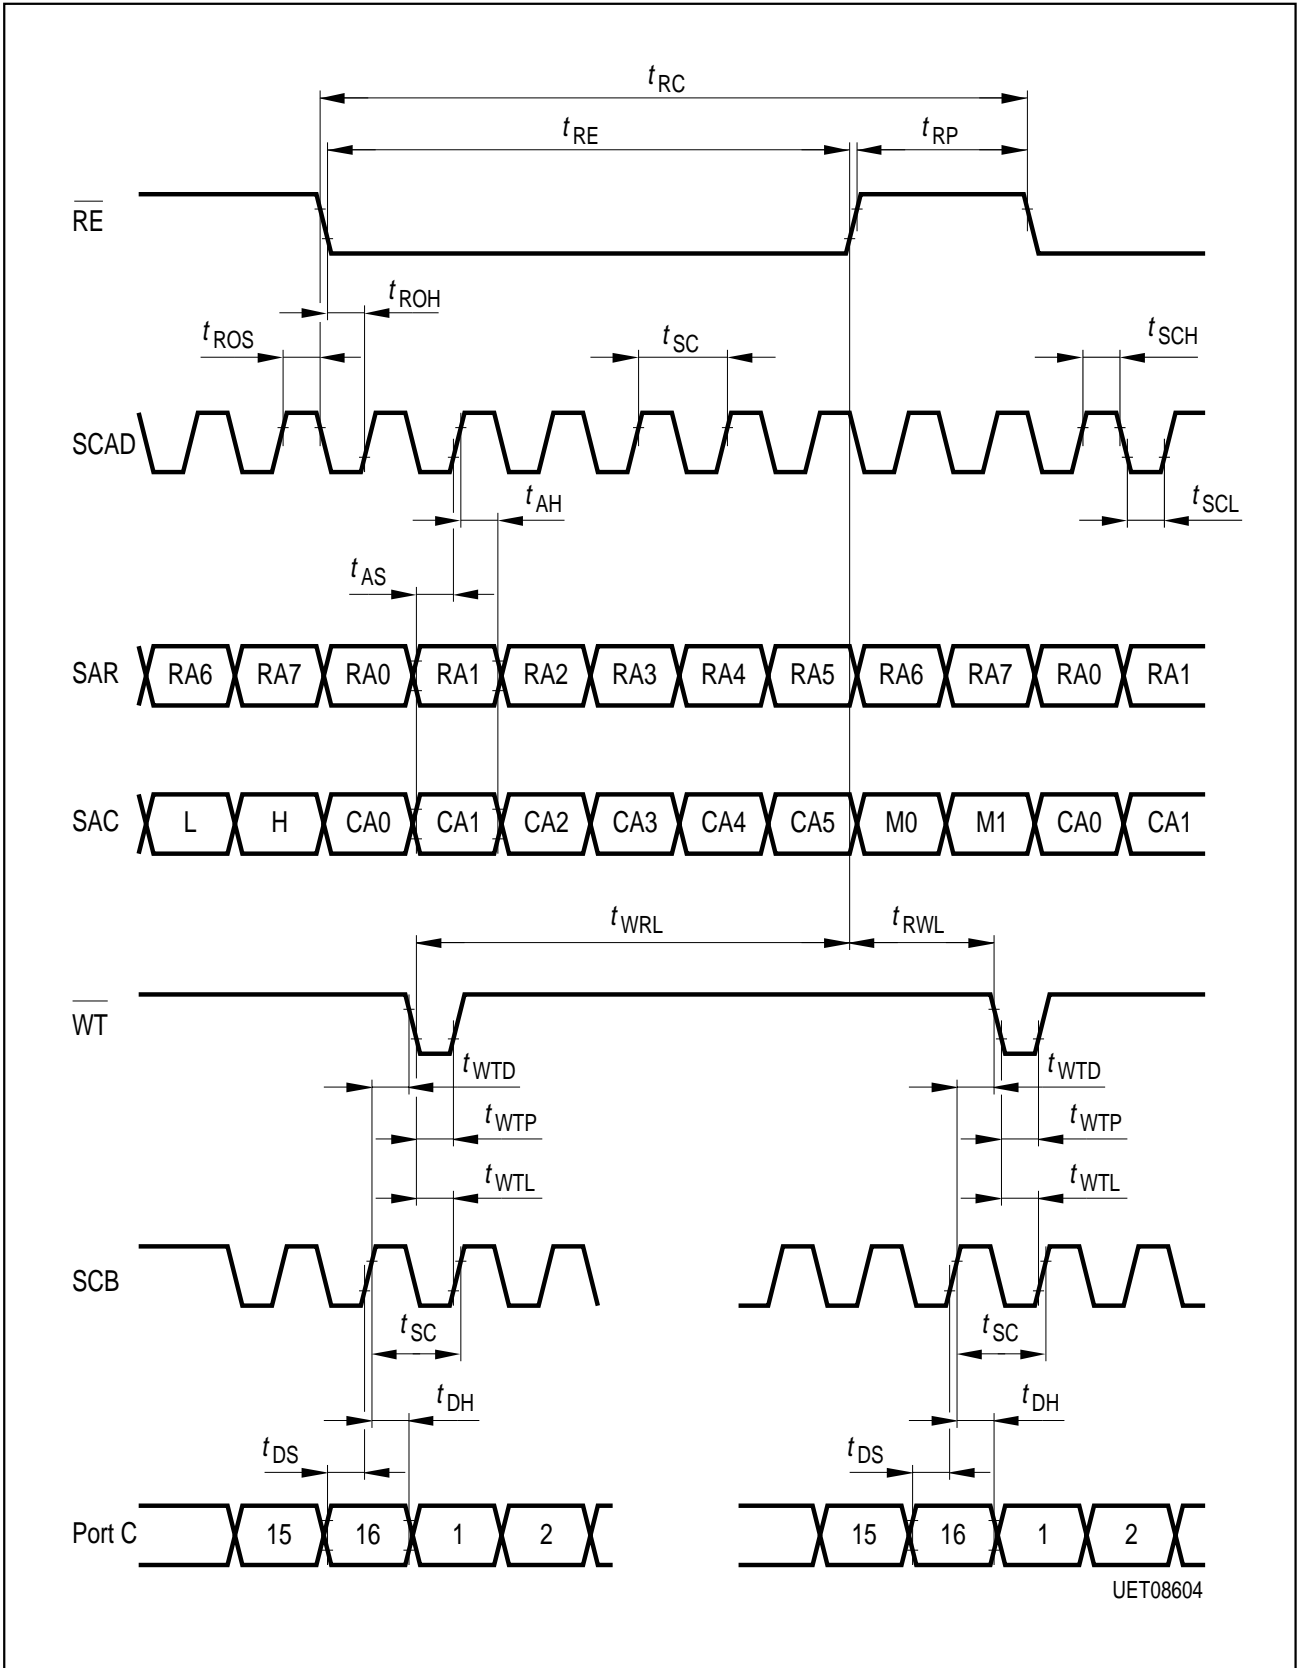 tRC
tRE tRP
RE
tROH
tROS tSC tSCH
SCAD
tAH tSCL
tAS
SAR RA6 RA7 RA0 RA1 RA2 RA3 RA4 RA5 RA6 RA7 RA0 RA1
SAC L H CA0 CA1 CA2 CA3 CA4 CA5 M0 M1 CA0 CA1
tWRL tRWL
WT
tWTD tWTD
tWTP tWTP
tWTL tWTL
SCB
tSC tSC
tDH tDH
tDS tDS
Port C 15 16 1 2 15 16 1 2
UET08604